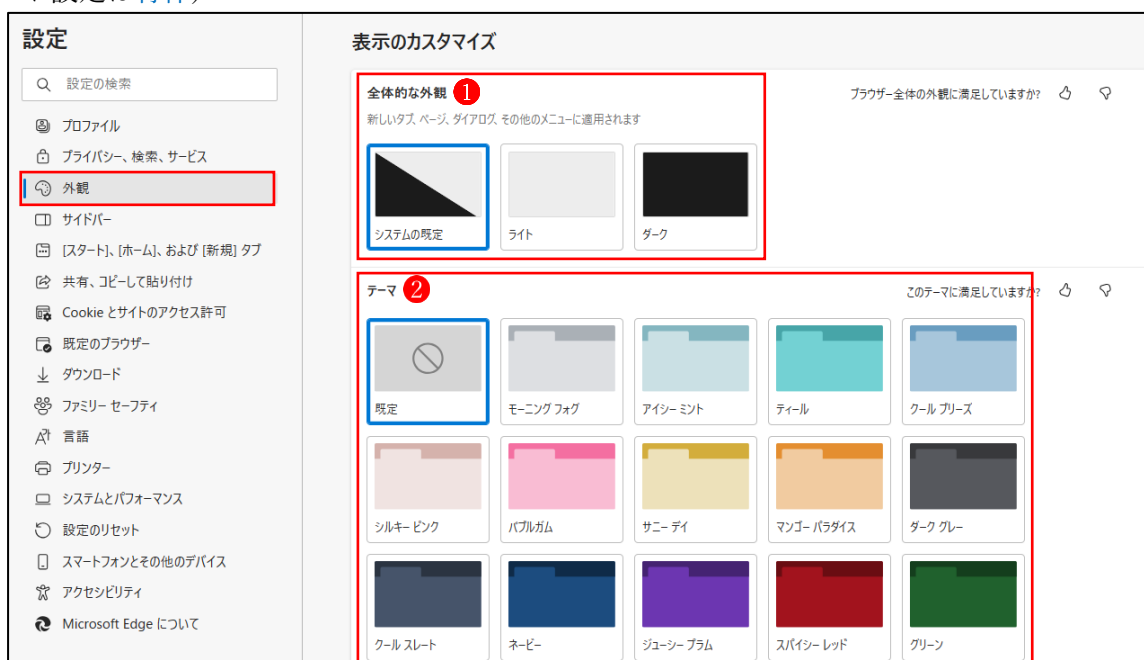 設定
設定の検索
プロファイル
プライバシー、検索、サービス
外観
サイドバー
[スタート]、[ホーム]、および [新規] タブ
共有、コピーして貼り付け
Cookie とサイトのアクセス許可
既定のブラウザー
ダウンロード
ファミリー セーフティ
言語
プリンター
システムとパフォーマンス
設定のリセット
スマートフォンとその他のデバイス
アクセシビリティ
Microsoft Edge について
表示のカスタマイズ
全体的な外観 1
ブラウザー全体の外観に満足していますか?
新しいタブ、ページ、ダイアログ、その他のメニューに適用されます
システムの既定
ライト
ダーク
テーマ 2
このテーマに満足していますか?
既定
モーニング フォグ
アイシー ミント
ティール
クール ブリーズ
シルキー ピンク
バブルガム
サニー デイ
マンゴー パラダイス
ダーク グレー
クール スレート
ネービー
ジューシー プラム
スパイシー レッド
グリーン